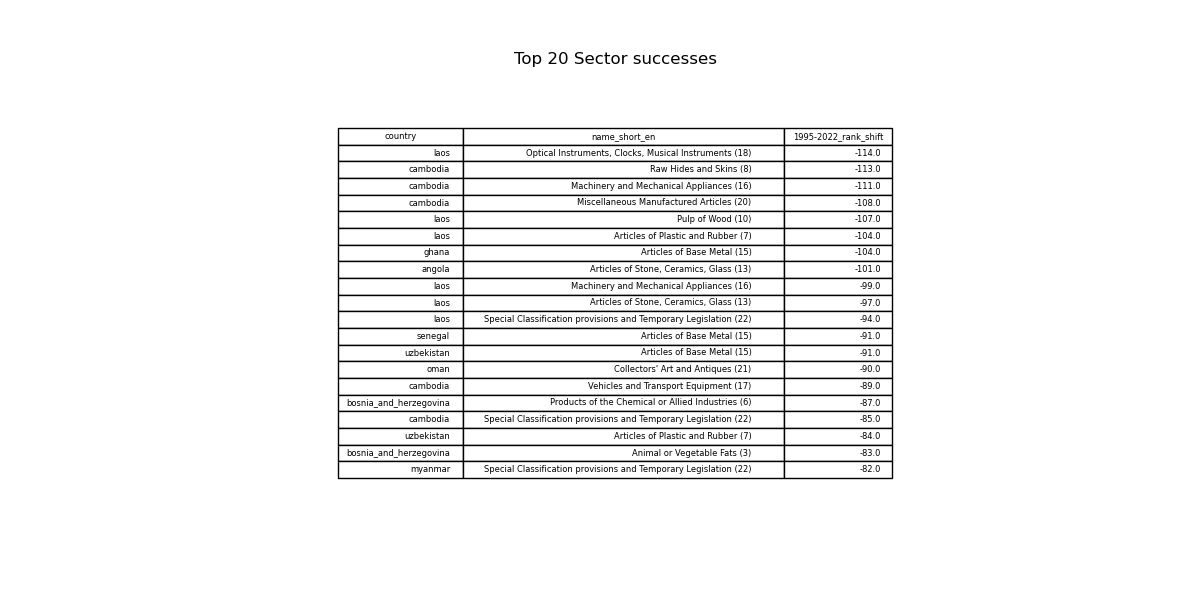 Top 20 Sector successes
country name_short_en 1995-2022_rank_shift
laos Optical Instruments, Clocks, Musical Instruments (18) -114.0
cambodia Raw Hides and Skins (8) -113.0
cambodia Machinery and Mechanical Appliances (16) -111.0
cambodia Miscellaneous Manufactured Articles (20) -108.0
laos Pulp of Wood (10) -107.0
laos Articles of Plastic and Rubber (7) -104.0
ghana Articles of Base Metal (15) -104.0
angola Articles of Stone, Ceramics, Glass (13) -101.0
laos Machinery and Mechanical Appliances (16) -99.0
laos Articles of Stone, Ceramics, Glass (13) -97.0
laos Special Classification provisions and Temporary Legislation (22) -94.0
senegal Articles of Base Metal (15) -91.0
uzbekistan Articles of Base Metal (15) -91.0
oman Collectors' Art and Antiques (21) -90.0
cambodia Vehicles and Transport Equipment (17) -89.0
bosnia_and_herzegovina Products of the Chemical or Allied Industries (6) -87.0
cambodia Special Classification provisions and Temporary Legislation (22) -85.0
uzbekistan Articles of Plastic and Rubber (7) -84.0
bosnia_and_herzegovina Animal or Vegetable Fats (3) -83.0
myanmar Special Classification provisions and Temporary Legislation (22) -82.0